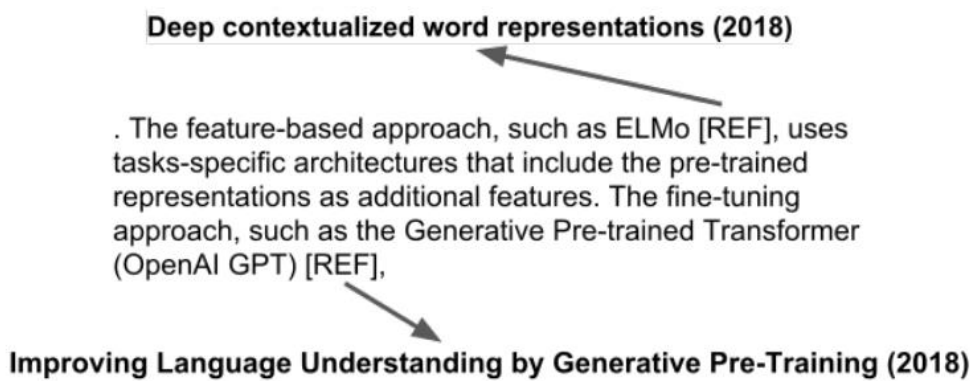 Deep contextualized word representations (2018)
. The feature-based approach, such as ELMo [REF], uses
tasks-specific architectures that include the pre-trained
representations as additional features. The fine-tuning
approach, such as the Generative Pre-trained Transformer
(OpenAI GPT) [REF],
Improving Language Understanding by Generative Pre-Training (2018)